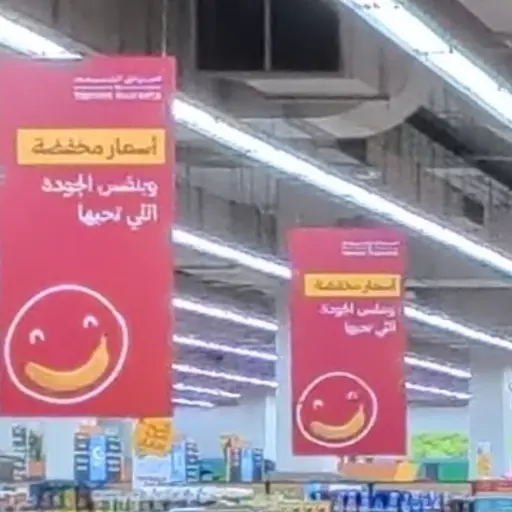 أسعار مخفضة
وبنفس الجودة
اللي تحبها
أسعار مخفضة
وبنفس الجودة
اللي تحبها